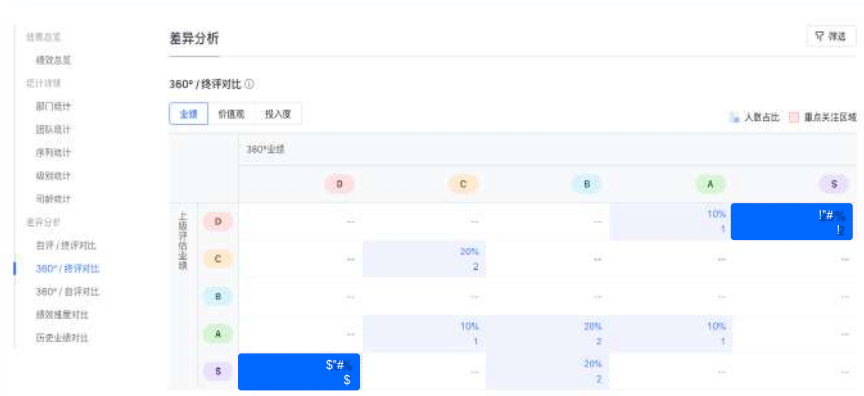 结果总览
绩效总览
统计详情
部门统计
团队统计
序列统计
级别统计
司龄统计
差异分析
自评 / 终评对比
360° / 终评对比
360° / 自评对比
绩效维度对比
历史业绩对比
差异分析
筛选
360° / 终评对比
业绩 价值观 投入度
人数占比 重点关注区域
360°业绩
D C B A S
上级评估业绩
D -- -- -- 10% !"#
1 !
C -- 20% -- -- --
2
B -- -- -- -- --
A -- 10% 20% 10% --
1 2 1
S $"# -- 20% -- --
$ 2